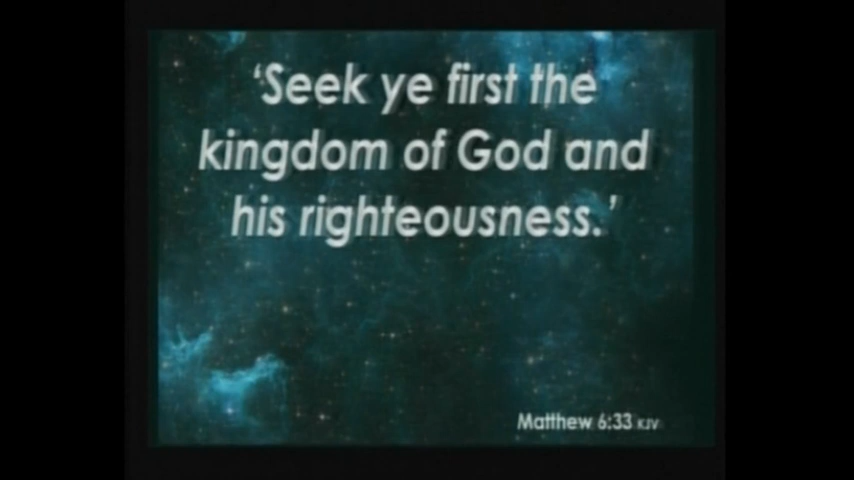 ‘Seek ye first the
kingdom of God and
his righteousness.’
Matthew 6:33 KJV